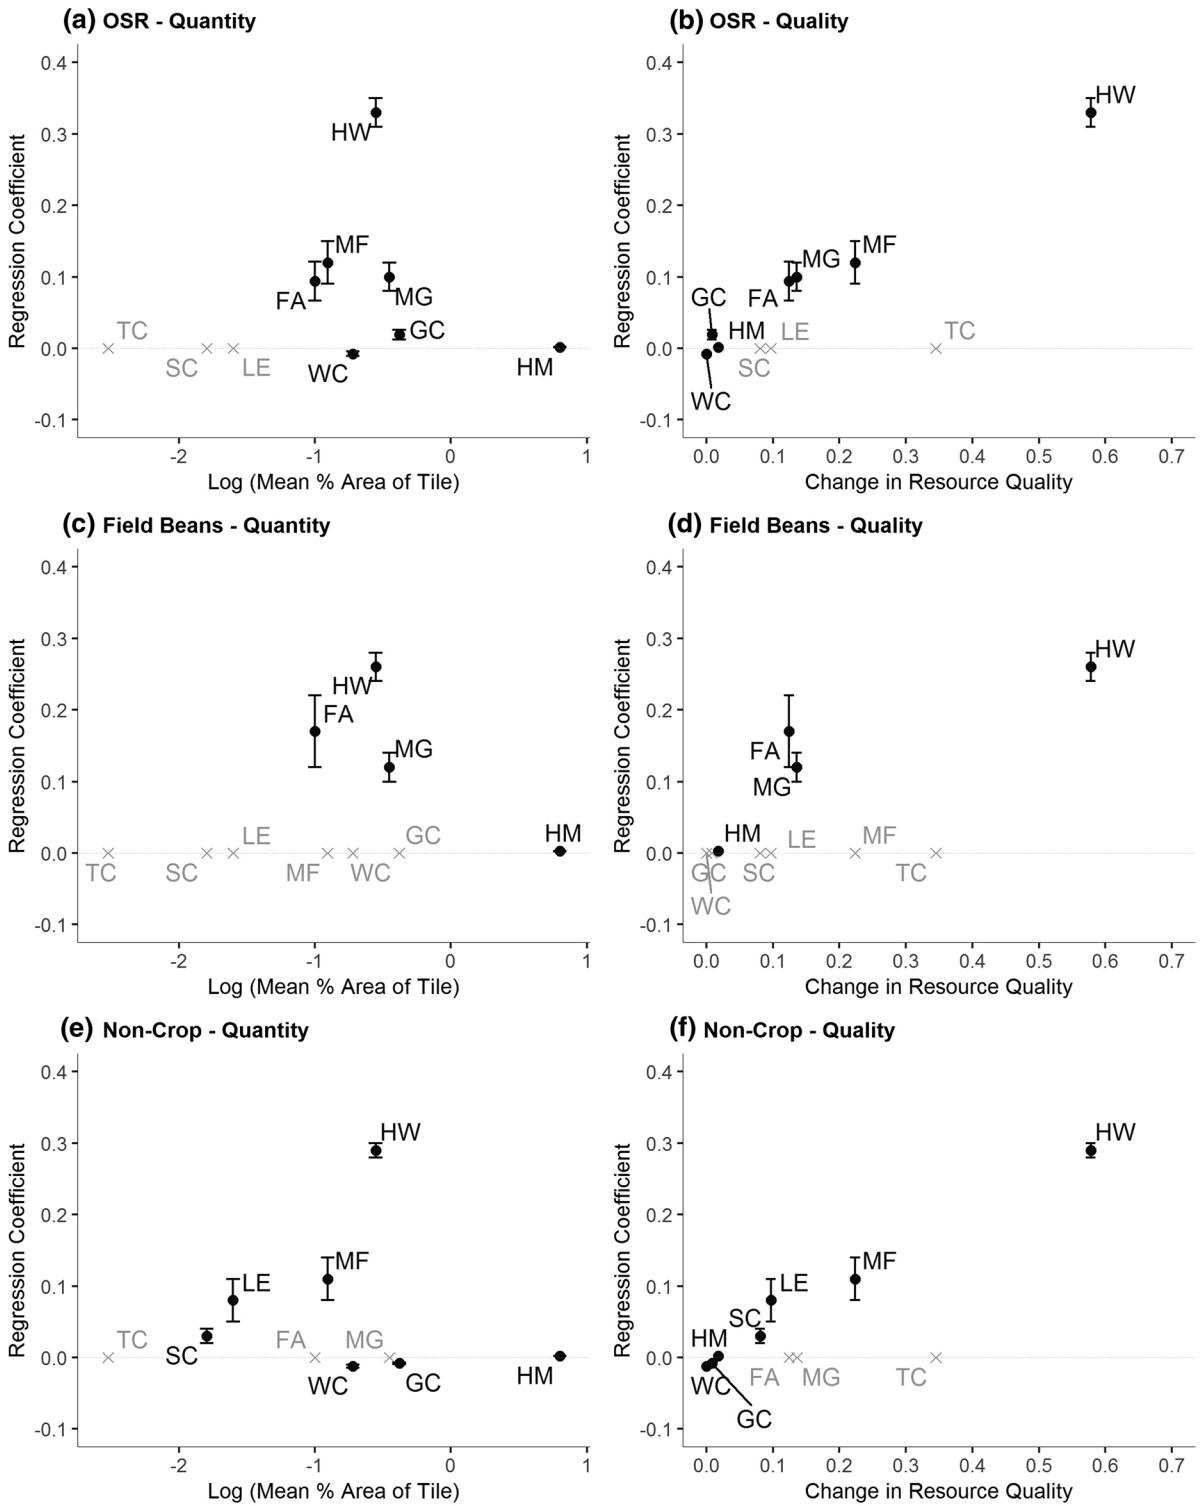 (a) OSR - Quantity
Regression Coefficient
0.4
0.3
0.2
0.1
0.0
-0.1
HW
MF
FA
MG
GC
TC
SC
LE
WC
HM
-2
-1
0
1
Log (Mean % Area of Tile)
(b) OSR - Quality
Regression Coefficient
0.4
0.3
0.2
0.1
0.0
-0.1
HW
MF
MG
FA
GC
HM
LE
TC
SC
WC
0.0
0.1
0.2
0.3
0.4
0.5
0.6
0.7
Change in Resource Quality
(c) Field Beans - Quantity
Regression Coefficient
0.4
0.3
0.2
0.1
0.0
-0.1
HW
FA
MG
LE
GC
HM
TC
SC
MF
WC
-2
-1
0
1
Log (Mean % Area of Tile)
(d) Field Beans - Quality
Regression Coefficient
0.4
0.3
0.2
0.1
0.0
-0.1
HW
FA
MG
HM
LE
MF
GC
SC
TC
WC
0.0
0.1
0.2
0.3
0.4
0.5
0.6
0.7
Change in Resource Quality
(e) Non-Crop - Quantity
Regression Coefficient
0.4
0.3
0.2
0.1
0.0
-0.1
HW
MF
LE
TC
SC
FA
MG
WC
GC
HM
-2
-1
0
1
Log (Mean % Area of Tile)
(f) Non-Crop - Quality
Regression Coefficient
0.4
0.3
0.2
0.1
0.0
-0.1
HW
MF
LE
SC
HM
WC
FA
MG
TC
GC
0.0
0.1
0.2
0.3
0.4
0.5
0.6
0.7
Change in Resource Quality